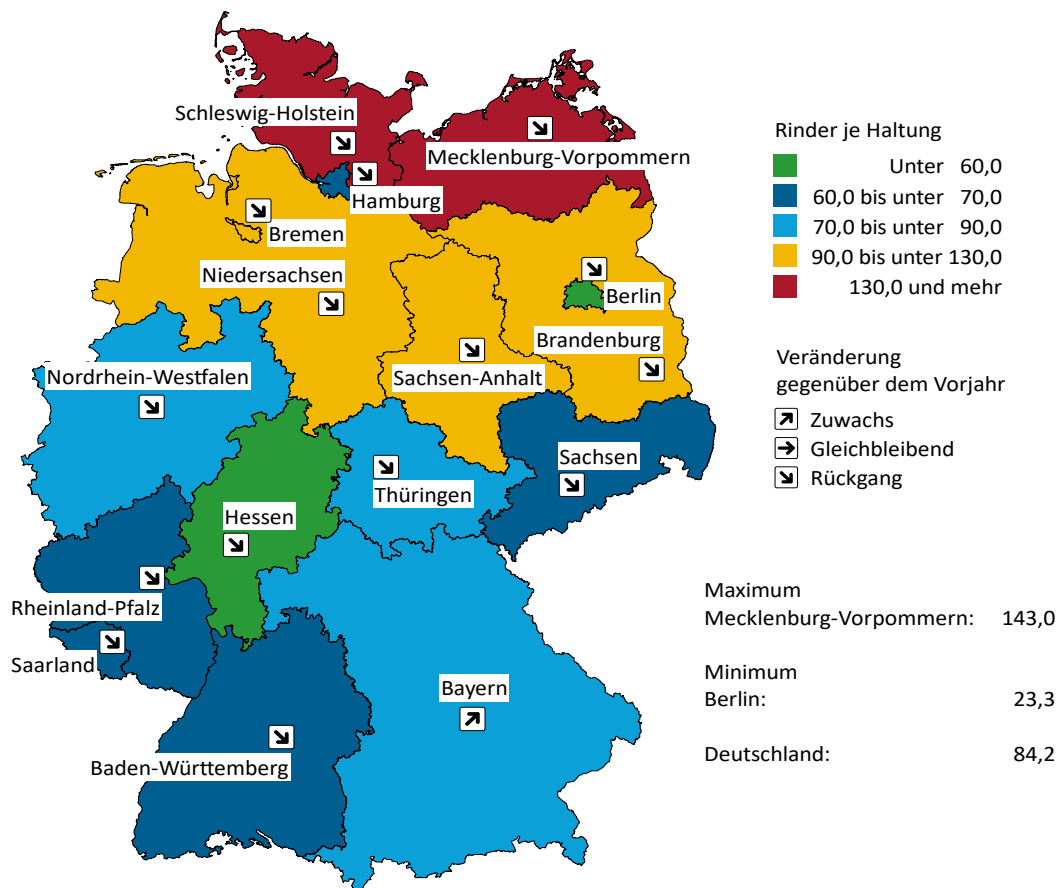 Schleswig-Holstein
Mecklenburg-Vorpommern
Hamburg
Bremen
Niedersachsen
Berlin
Brandenburg
Nordrhein-Westfalen
Sachsen-Anhalt
Sachsen
Thüringen
Hessen
Rheinland-Pfalz
Saarland
Bayern
Baden-Württemberg
Rinder je Haltung
Unter 60,0
60,0 bis unter 70,0
70,0 bis unter 90,0
90,0 bis unter 130,0
130,0 und mehr
Veränderung
gegenüber dem Vorjahr
Zuwachs
Gleichbleibend
Rückgang
Maximum
Mecklenburg-Vorpommern: 143,0
Minimum
Berlin: 23,3
Deutschland: 84,2